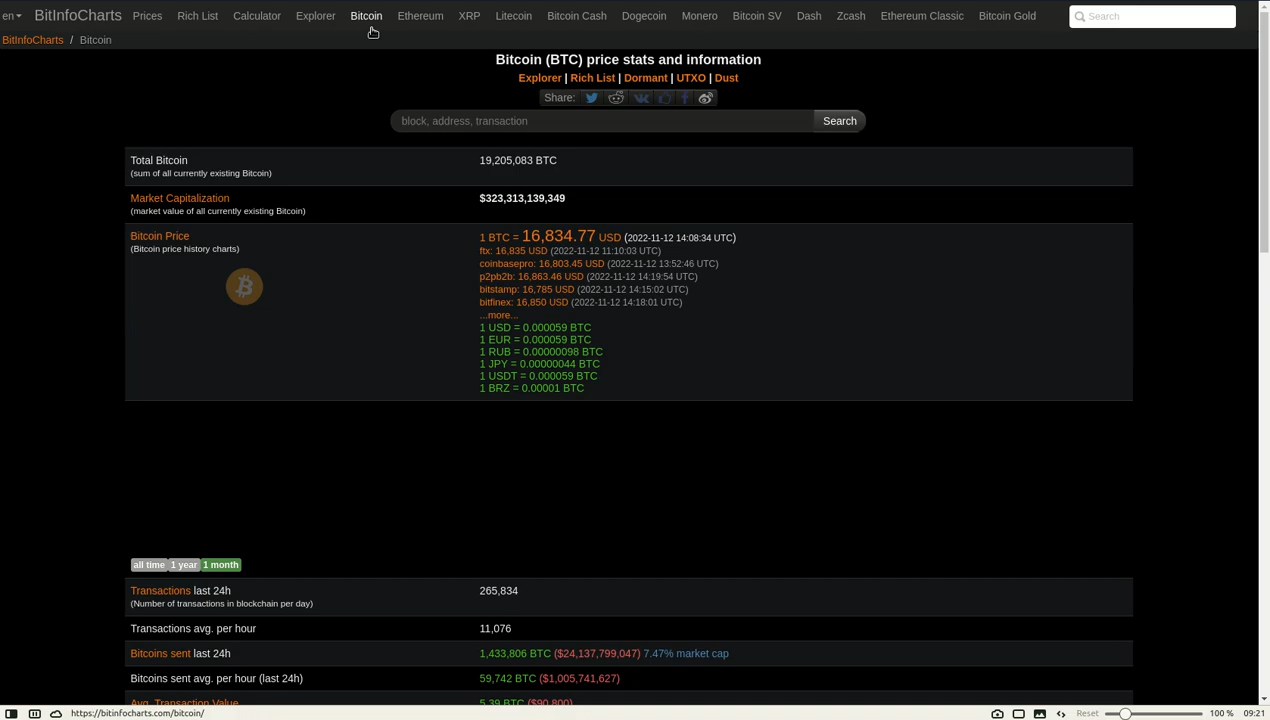 en BitInfoCharts Prices Rich List Calculator Explorer Bitcoin Ethereum XRP Litecoin Bitcoin Cash Dogecoin Monero Bitcoin SV Dash Zcash Ethereum Classic Bitcoin Gold Search
BitInfoCharts / Bitcoin
Bitcoin (BTC) price stats and information
Explorer | Rich List | Dormant | UTXO | Dust
Share:
block, address, transaction Search
Total Bitcoin 19,205,083 BTC
(sum of all currently existing Bitcoin)
Market Capitalization $323,313,139,349
(market value of all currently existing Bitcoin)
Bitcoin Price 1 BTC = 16,834.77 USD (2022-11-12 14:08:34 UTC)
(Bitcoin price history charts) ftx: 16,835 USD (2022-11-12 11:10:03 UTC)
coinbasepro: 16,803.45 USD (2022-11-12 13:52:46 UTC)
p2pb2b: 16,863.46 USD (2022-11-12 14:19:54 UTC)
bitstamp: 16,785 USD (2022-11-12 14:15:02 UTC)
bitfinex: 16,850 USD (2022-11-12 14:18:01 UTC)
...more...
1 USD = 0.000059 BTC
1 EUR = 0.000059 BTC
1 RUB = 0.00000098 BTC
1 JPY = 0.00000044 BTC
1 USDT = 0.000059 BTC
1 BRZ = 0.00001 BTC
all time 1 year 1 month
Transactions last 24h 265,834
(Number of transactions in blockchain per day)
Transactions avg. per hour 11,076
Bitcoins sent last 24h 1,433,806 BTC ($24,137,799,047) 7.47% market cap
Bitcoins sent avg. per hour (last 24h) 59,742 BTC ($1,005,741,627)
Avg. Transaction Value 5.39 BTC ($90,800)
https://bitinfocharts.com/bitcoin/ Reset 100 % 09:21